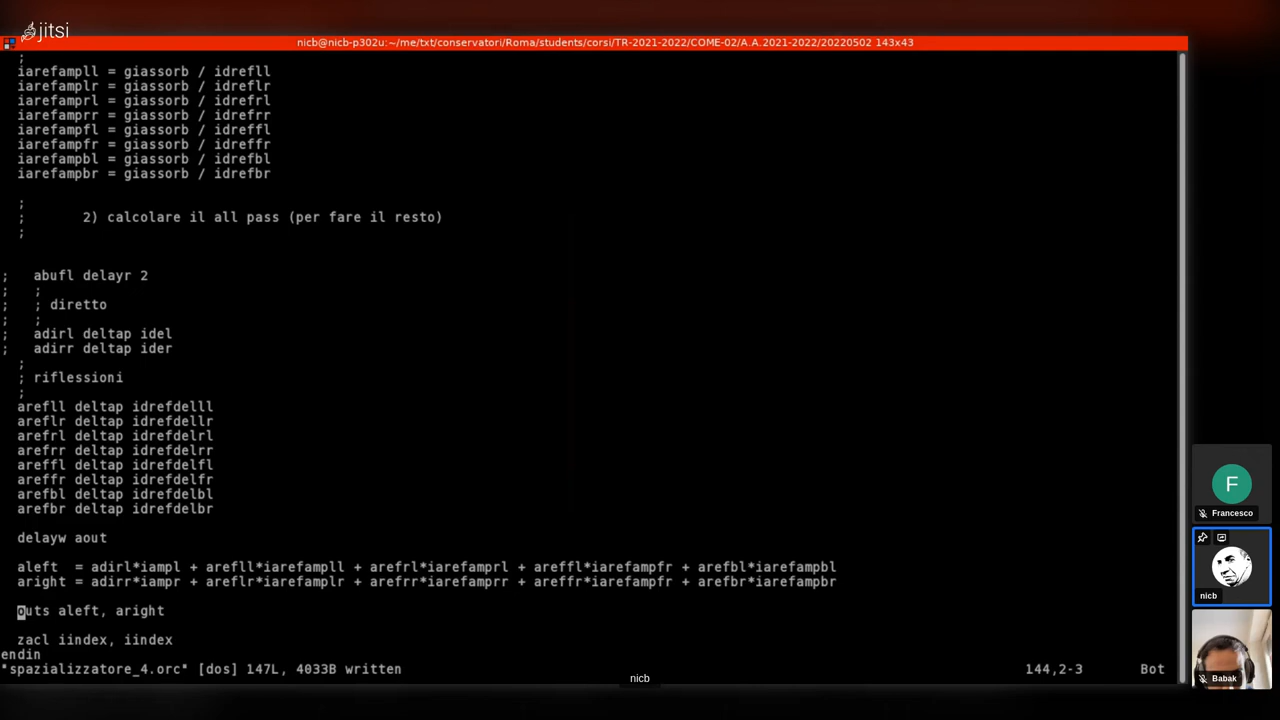 jitsi
nicb@nicb-p302u:~/me/txt/conservatori/Roma/students/corsi/TR-2021-2022/COME-02/A.A.2021-2022/20220502 143x43
;
iarefampll = giassorb / idrefll
iarefamplr = giassorb / idreflr
iarefamprl = giassorb / idrefrl
iarefamprr = giassorb / idrefrr
iarefampfl = giassorb / idreffl
iarefampfr = giassorb / idreffr
iarefampbl = giassorb / idrefbl
iarefampbr = giassorb / idrefbr
;
; 2) calcolare il all pass (per fare il resto)
;
; abufl delayr 2
; ;
; ; diretto
; ;
; adirl deltap idel
; adirr deltap ider
;
; riflessioni
;
arefll deltap idrefdelll
areflr deltap idrefdellr
arefrl deltap idrefdelrl
arefrr deltap idrefdelrr
areffl deltap idrefdelfl
areffr deltap idrefdelfr
arefbl deltap idrefdelbl
arefbr deltap idrefdelbr
delayw aout
aleft = adirl*iampl + arefll*iarefampll + arefrl*iarefamprl + areffl*iarefampfr + arefbl*iarefampbl
aright = adirr*iampr + areflr*iarefamplr + arefrr*iarefamprr + areffr*iarefampfr + arefbr*iarefampbr
outs aleft, aright
zacl iindex, iindex
endin
"spazializzatore_4.orc" [dos] 147L, 4033B written 144,2-3 Bot
nicb
F
Francesco
nicb
Babak